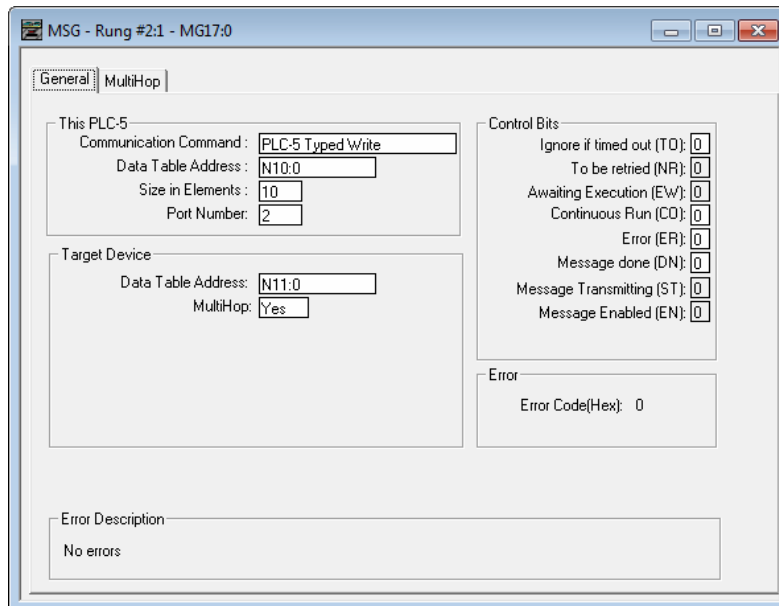 MSG - Rung #2:1 - MG17:0
General
MultiHop
This PLC-5
Communication Command : PLC-5 Typed Write
Data Table Address : N10:0
Size in Elements : 10
Port Number: 2
Target Device
Data Table Address: N11:0
MultiHop: Yes
Control Bits
Ignore if timed out (TO): 0
To be retried (NR): 0
Awaiting Execution (EW): 0
Continuous Run (CO): 0
Error (ER): 0
Message done (DN): 0
Message Transmitting (ST): 0
Message Enabled (EN): 0
Error
Error Code(Hex): 0
Error Description
No errors